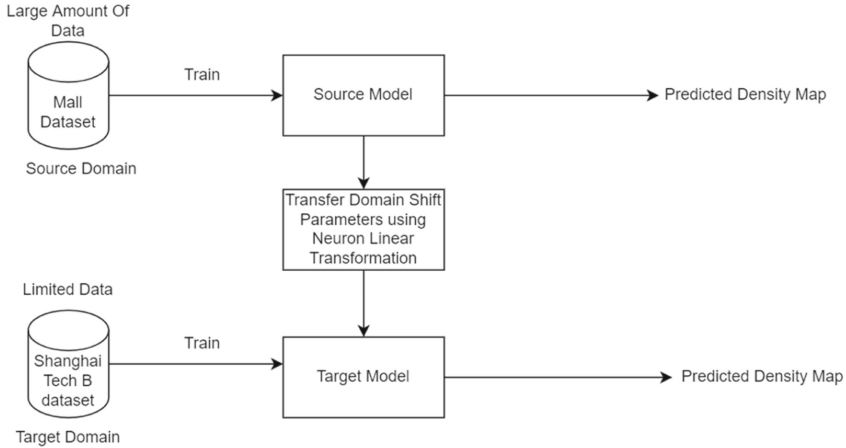 Large Amount Of
Data
Train
Mall
Dataset
Source Model
Predicted Density Map
Source Domain
Transfer Domain Shift
Parameters using
Neuron Linear
Transformation
Limited Data
Train
Shanghai
Tech B
dataset
Target Model
Predicted Density Map
Target Domain